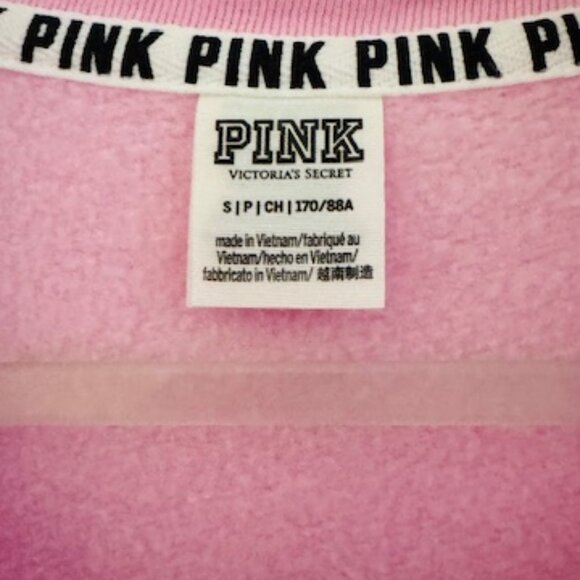 PINK PINK PINK PI
PINK
VICTORIA'S SECRET
S | P | CH | 170/88A
made in Vietnam/fabriqué au
Vietnam/hecho en Vietnam/
fabbricato in Vietnam/ 越南制造